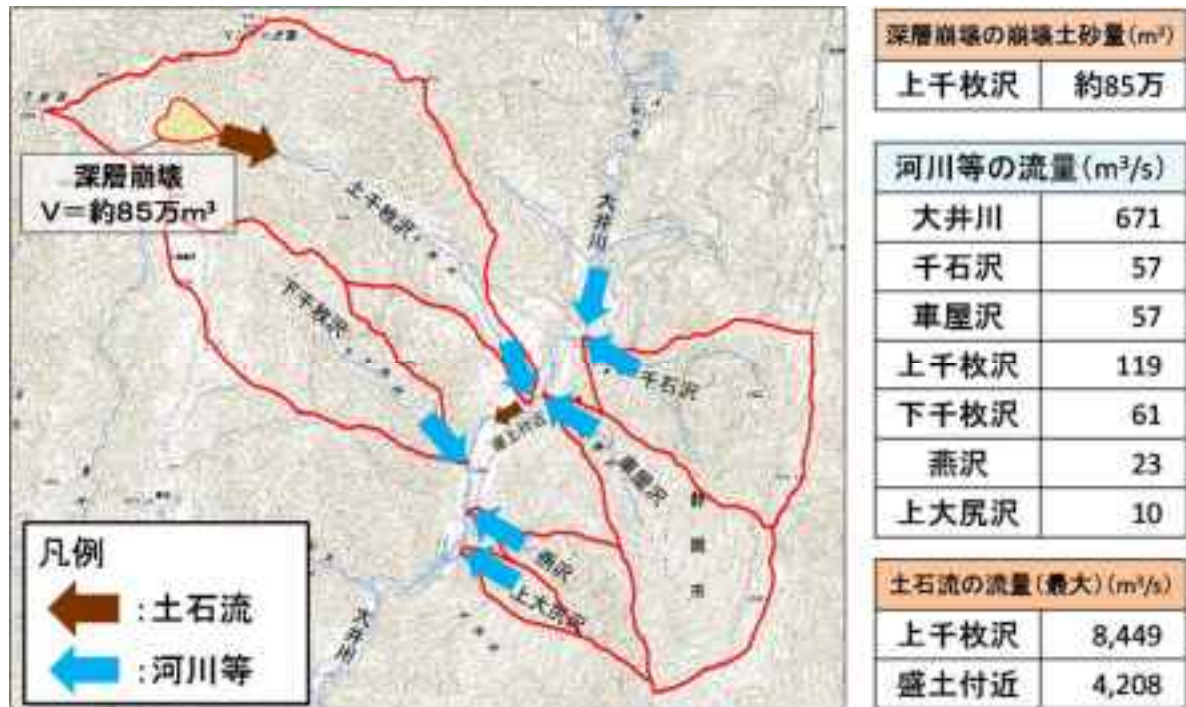 深層崩壊
V＝約85万m³
上千枚沢
下千枚沢
大井川
千石沢
盛土付近
車屋沢
静岡市
燕沢
上大尻沢
大井川
凡例
:土石流
:河川等
深層崩壊の崩壊土砂量(m³)
上千枚沢 約85万
河川等の流量(m³/s)
大井川 671
千石沢 57
車屋沢 57
上千枚沢 119
下千枚沢 61
燕沢 23
上大尻沢 10
土石流の流量(最大)(m³/s)
上千枚沢 8,449
盛土付近 4,208